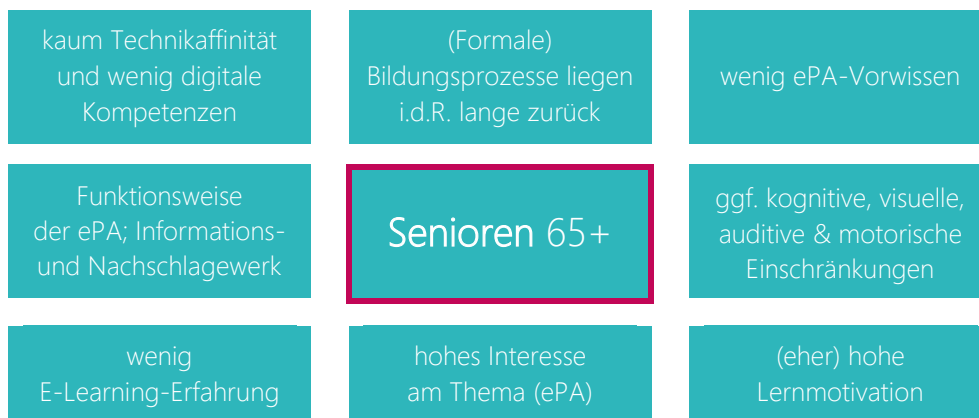 kaum Technikaffinität
und wenig digitale
Kompetenzen
(Formale)
Bildungsprozesse liegen
i.d.R. lange zurück
wenig ePA-Vorwissen
Funktionsweise
der ePA; Informations-
und Nachschlagewerk
Senioren 65+
ggf. kognitive, visuelle,
auditive & motorische
Einschränkungen
wenig
E-Learning-Erfahrung
hohes Interesse
am Thema (ePA)
(eher) hohe
Lernmotivation